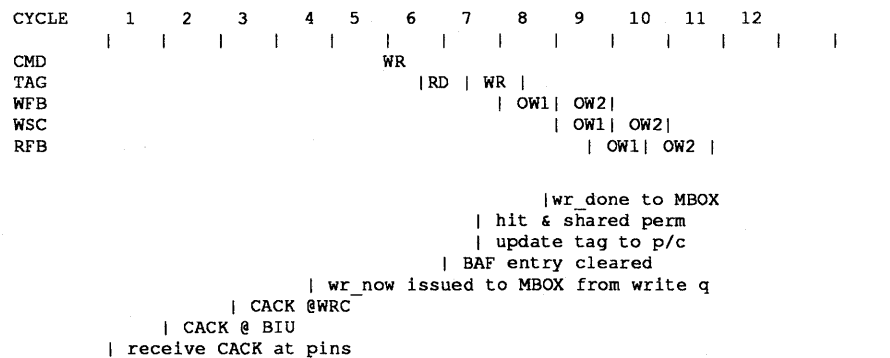 CYCLE 1 2 3 4 5 6 7 8 9 10 11 12
| | | | | | | | | | | | | |
CMD WR
TAG |RD | WR |
WFB | OW1| OW2|
WSC | OW1| OW2|
RFB | OW1| OW2 |
|wr_done to MBOX
| hit & shared perm
| update tag to p/c
| BAF entry cleared
| wr_now issued to MBOX from write q
| CACK @WRC
| CACK @ BIU
| receive CACK at pins